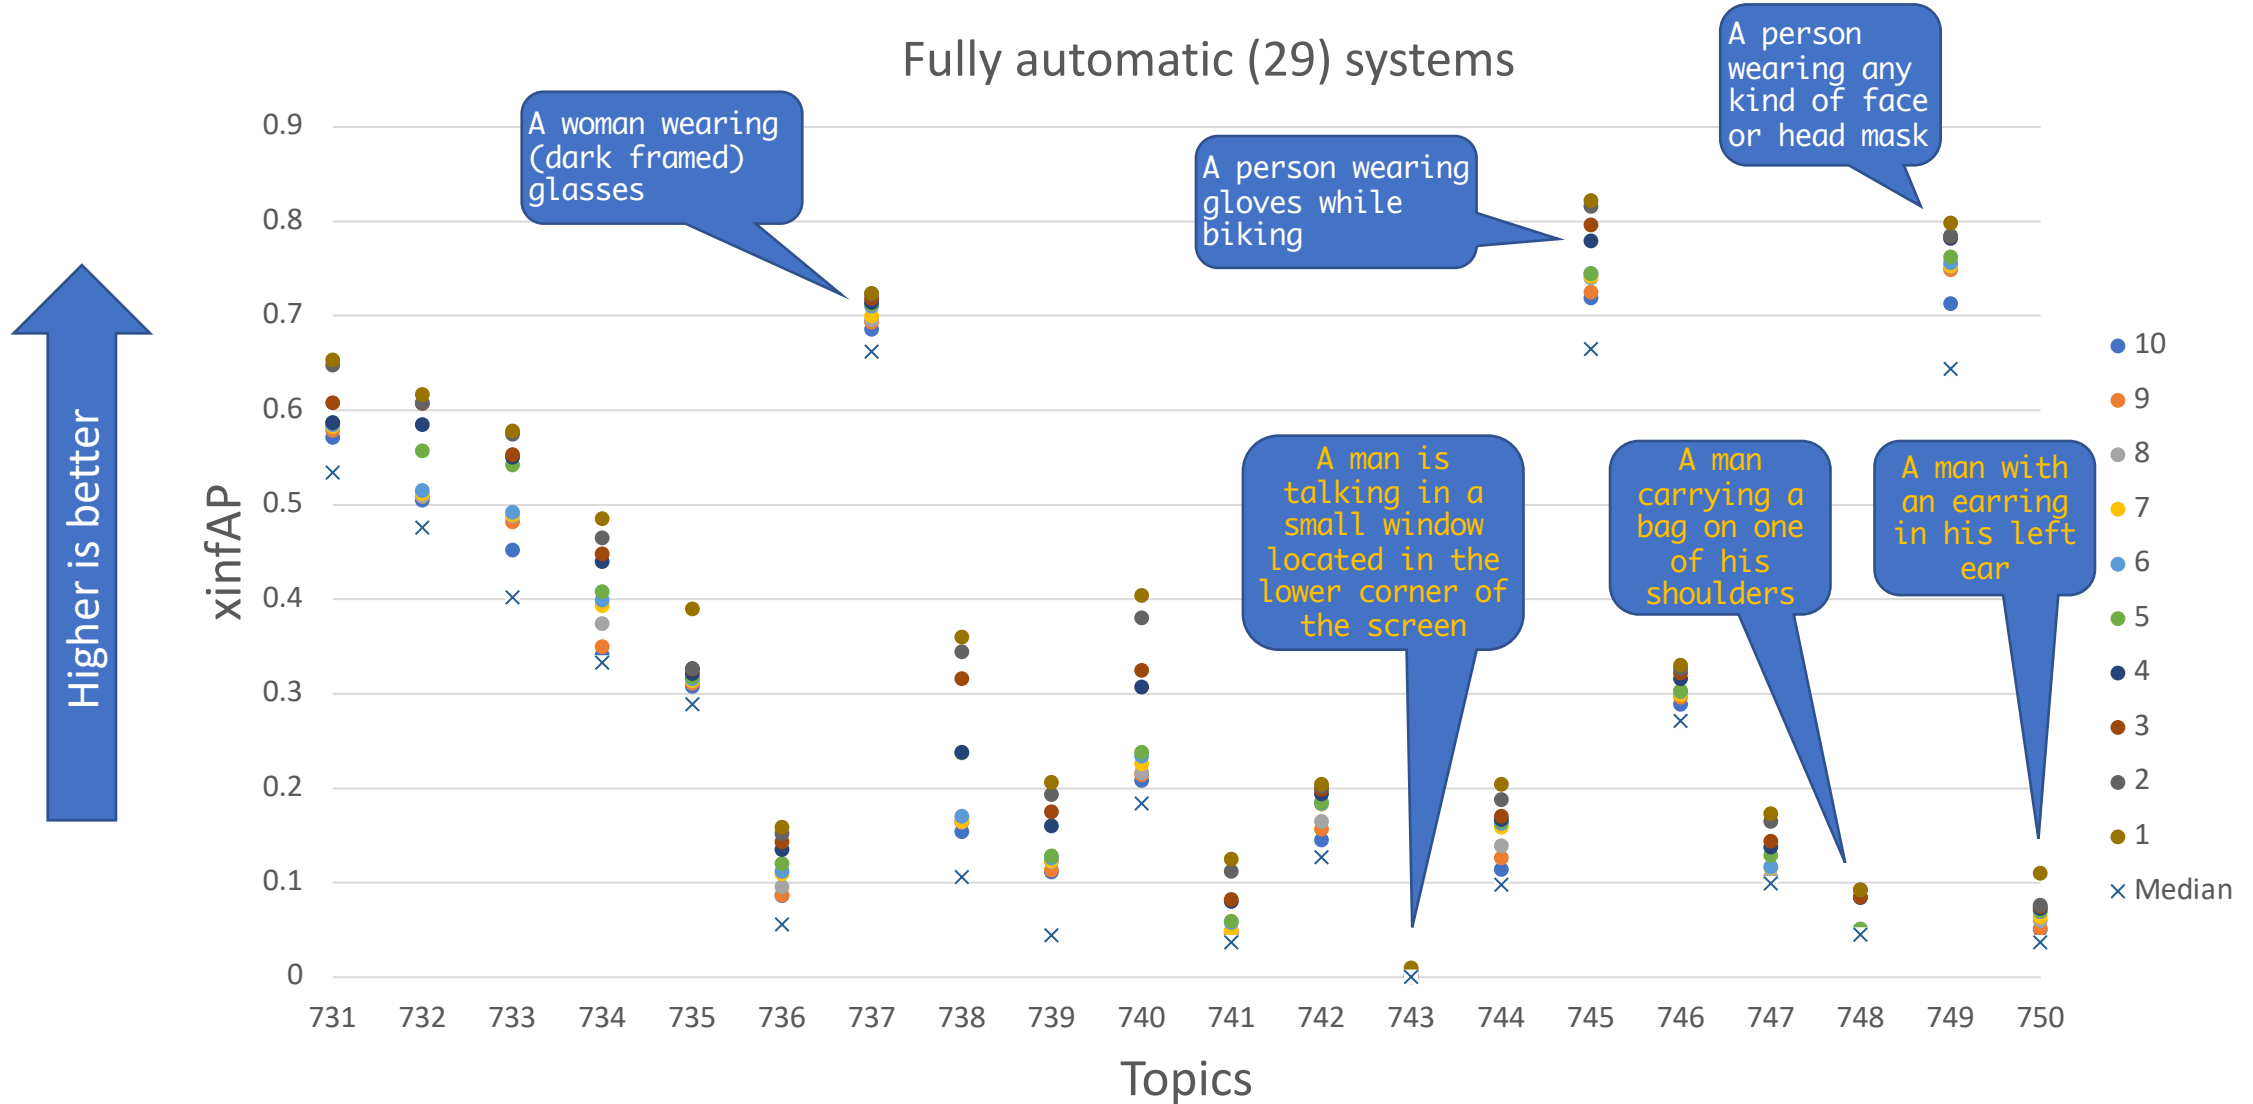 Fully automatic (29) systems
A woman wearing
(dark framed)
glasses
A person wearing
gloves while
biking
A person
wearing any
kind of face
or head mask
A man is
talking in a
small window
located in the
lower corner of
the screen
A man
carrying a
bag on one
of his
shoulders
A man with
an earring
in his left
ear
Higher is better
xinfAP
0.9
0.8
0.7
0.6
0.5
0.4
0.3
0.2
0.1
0
731 732 733 734 735 736 737 738 739 740 741 742 743 744 745 746 747 748 749 750
Topics
10
9
8
7
6
5
4
3
2
1
Median